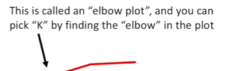 This is called an “elbow plot”, and you can
pick “K” by finding the “elbow” in the plot